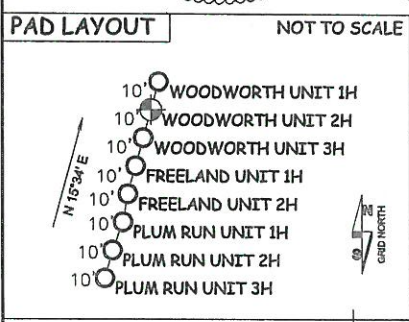 PAD LAYOUT
NOT TO SCALE
10' WOODWORTH UNIT 1H
10' WOODWORTH UNIT 2H
10' WOODWORTH UNIT 3H
10' FREELAND UNIT 1H
10' FREELAND UNIT 2H
10' PLUM RUN UNIT 1H
10' PLUM RUN UNIT 2H
10' PLUM RUN UNIT 3H
N 15°34' E
GRID NORTH